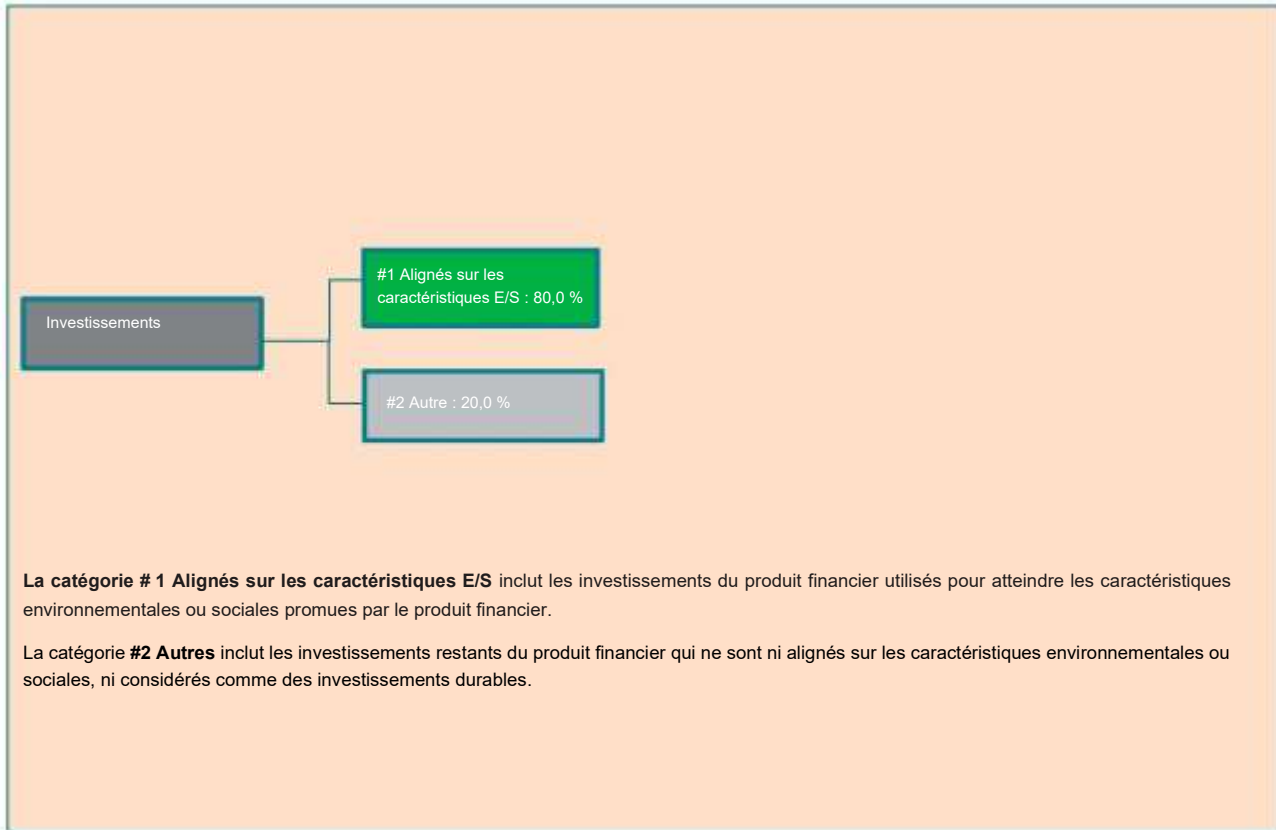 #1 Alignés sur les
caractéristiques E/S : 80,0 %
Investissements
#2 Autre : 20,0 %
La catégorie # 1 Alignés sur les caractéristiques E/S inclut les investissements du produit financier utilisés pour atteindre les caractéristiques
environnementales ou sociales promues par le produit financier.
La catégorie #2 Autres inclut les investissements restants du produit financier qui ne sont ni alignés sur les caractéristiques environnementales ou
sociales, ni considérés comme des investissements durables.